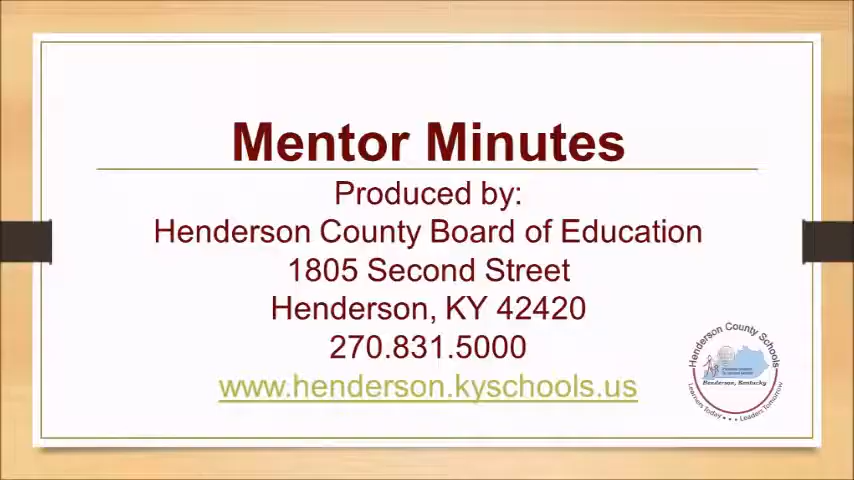 Mentor Minutes
Produced by:
Henderson County Board of Education
1805 Second Street
Henderson, KY 42420
270.831.5000
www.henderson.kyschools.us
Henderson County Schools
Henderson, Kentucky
Learners Today • • • Leaders Tomorrow